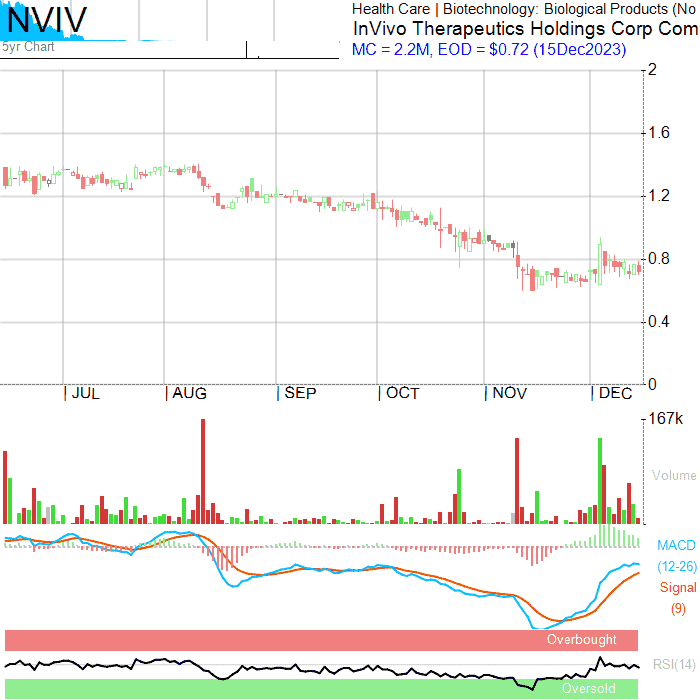 NVIV
Health Care | Biotechnology: Biological Products (No
InVivo Therapeutics Holdings Corp Com
5yr Chart
MC = 2.2M, EOD = $0.72 (15Dec2023)
2
1.6
1.2
0.8
0.4
0
JUL
AUG
SEP
OCT
NOV
DEC
167k
Volume
MACD
(12-26)
Signal
(9)
Overbought
RSI(14)
Oversold